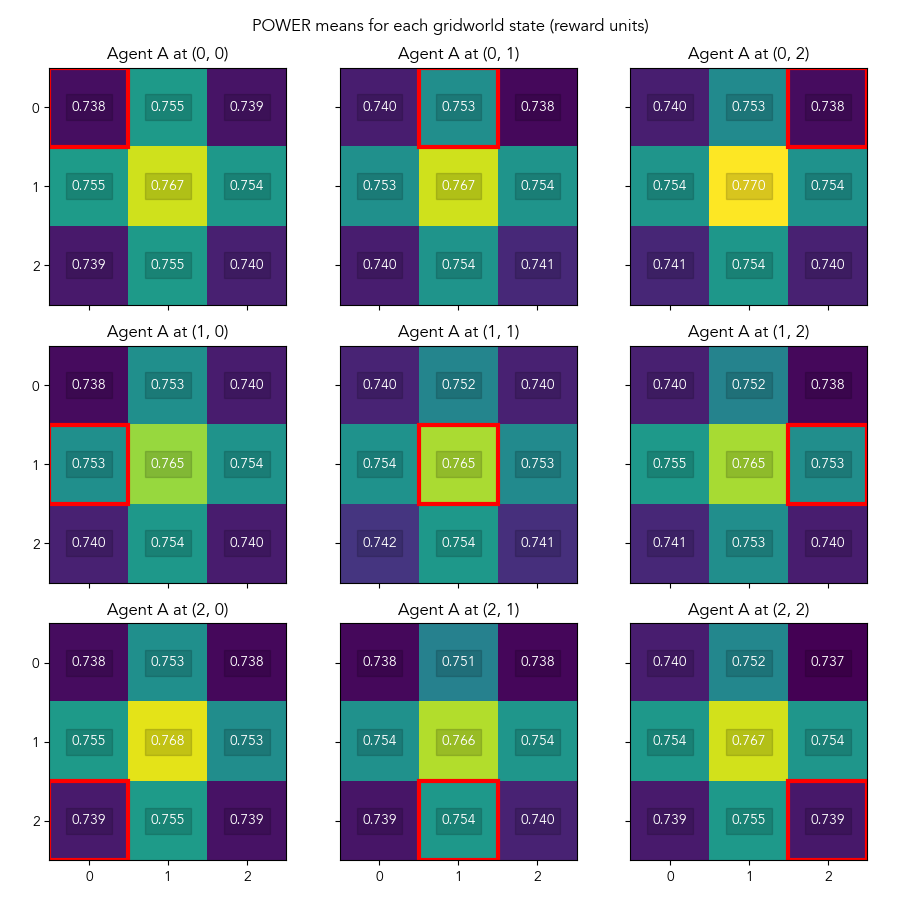 POWER means for each gridworld state (reward units)
Agent A at (0, 0) Agent A at (0, 1) Agent A at (0, 2)
0 0.738 0.755 0.739 0.740 0.753 0.738 0.740 0.753 0.738
1 0.755 0.767 0.754 0.753 0.767 0.754 0.754 0.770 0.754
2 0.739 0.755 0.740 0.740 0.754 0.741 0.741 0.754 0.740
Agent A at (1, 0) Agent A at (1, 1) Agent A at (1, 2)
0 0.738 0.753 0.740 0.740 0.752 0.740 0.740 0.752 0.738
1 0.753 0.765 0.754 0.754 0.765 0.753 0.755 0.765 0.753
2 0.740 0.754 0.740 0.742 0.754 0.741 0.741 0.753 0.740
Agent A at (2, 0) Agent A at (2, 1) Agent A at (2, 2)
0 0.738 0.753 0.738 0.738 0.751 0.738 0.740 0.752 0.737
1 0.755 0.768 0.753 0.754 0.766 0.754 0.754 0.767 0.754
2 0.739 0.755 0.739 0.739 0.754 0.740 0.739 0.755 0.739
0 1 2 0 1 2 0 1 2